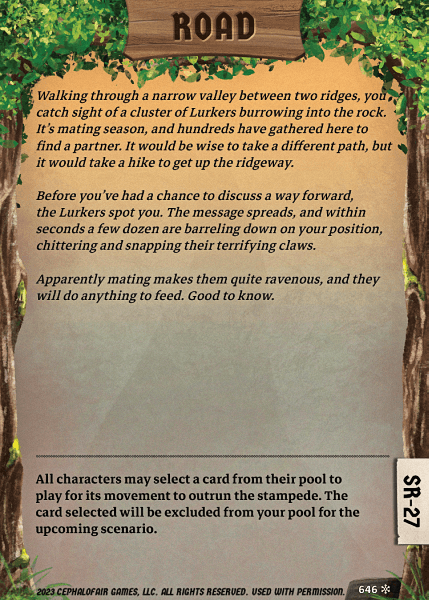 ROAD
Walking through a narrow valley between two ridges, you
catch sight of a cluster of Lurkers burrowing into the rock.
It's mating season, and hundreds have gathered here to
find a partner. It would be wise to take a different path, but
it would take a hike to get up the ridgeway.
Before you've had a chance to discuss a way forward,
the Lurkers spot you. The message spreads, and within
seconds a few dozen are barreling down on your position,
chittering and snapping their terrifying claws.
Apparently mating makes them quite ravenous, and they
will do anything to feed. Good to know.
All characters may select a card from their pool to
play for its movement to outrun the stampede. The
card selected will be excluded from your pool for the
upcoming scenario.
SR-27
2023 CEPHALOFAIR GAMES, LLC. ALL RIGHTS RESERVED. USED WITH PERMISSION.
646